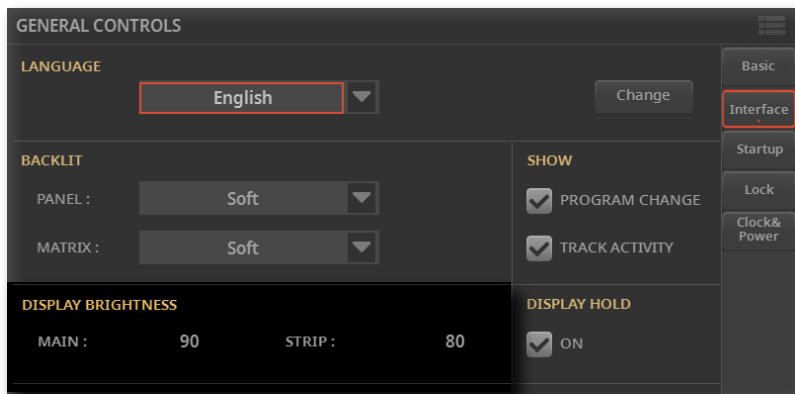 GENERAL CONTROLS
LANGUAGE
English
Change
BACKLIT
PANEL :
Soft
MATRIX :
Soft
SHOW
PROGRAM CHANGE
TRACK ACTIVITY
DISPLAY BRIGHTNESS
MAIN : 90 STRIP : 80
DISPLAY HOLD
ON
Basic
Interface
Startup
Lock
Clock&
Power